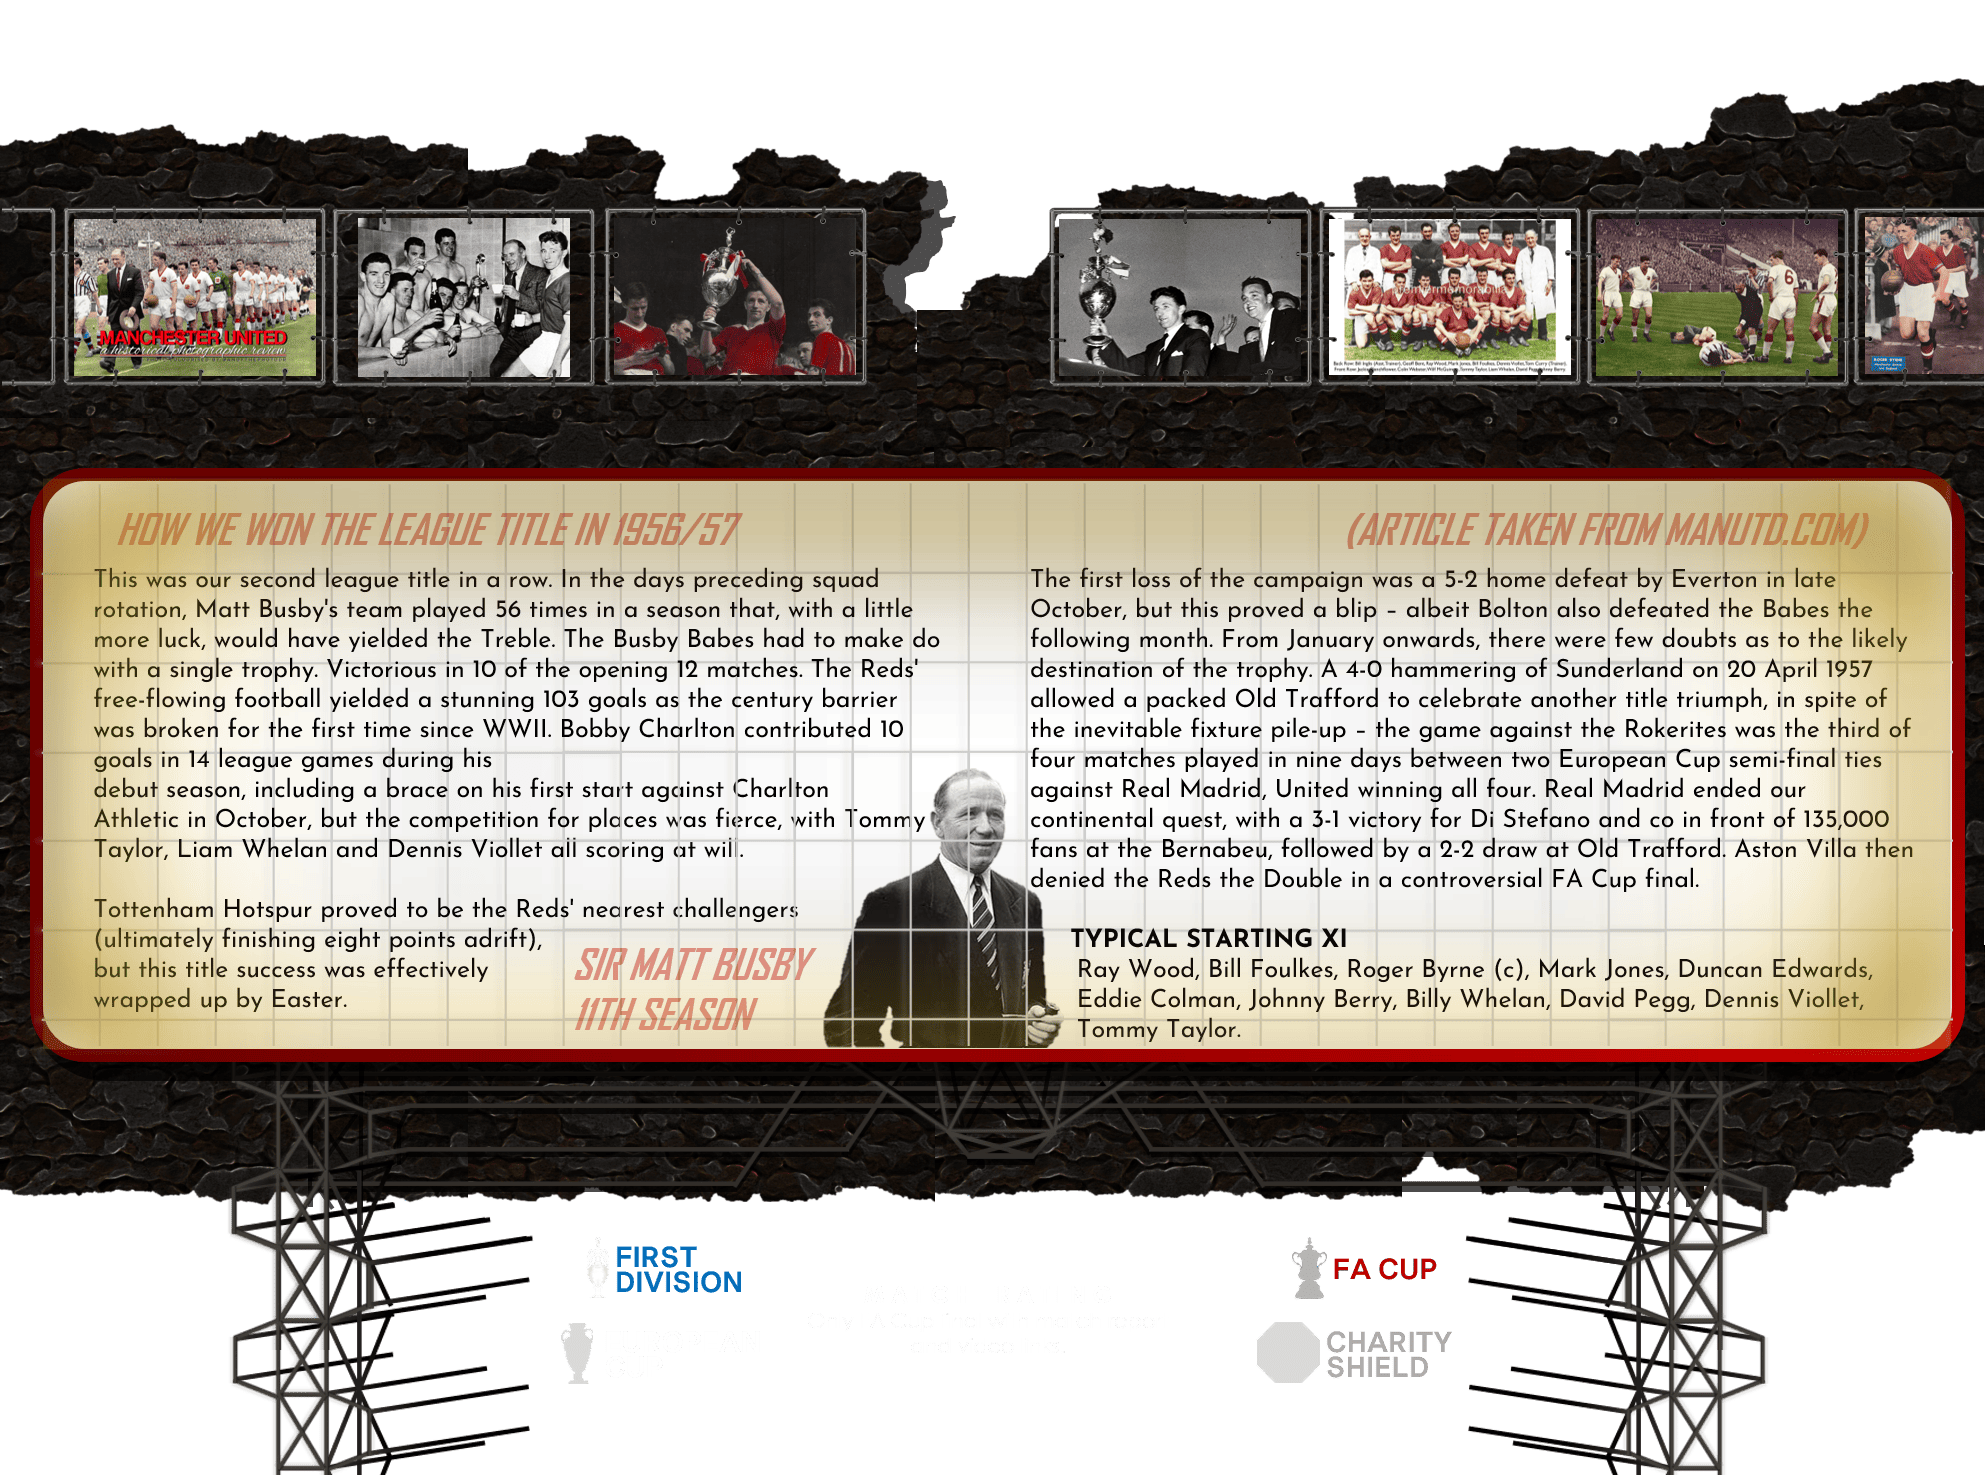 MANCHESTER UNITED
a historical photographic review
premiermemorabilia
6
HOW WE WON THE LEAGUE TITLE IN 1956/57
This was our second league title in a row. In the days preceding squad
rotation, Matt Busby's team played 56 times in a season that, with a little
more luck, would have yielded the Treble. The Busby Babes had to make do
with a single trophy. Victorious in 10 of the opening 12 matches. The Reds'
free-flowing football yielded a stunning 103 goals as the century barrier
was broken for the first time since WWII. Bobby Charlton contributed 10
goals in 14 league games during his
debut season, including a brace on his first start against Charlton
Athletic in October, but the competition for places was fierce, with Tommy
Taylor, Liam Whelan and Dennis Viollet all scoring at will.
Tottenham Hotspur proved to be the Reds' nearest challengers
(ultimately finishing eight points adrift),
but this title success was effectively
wrapped up by Easter.
SIR MATT BUSBY
11TH SEASON
(ARTICLE TAKEN FROM MANUTD.COM)
The first loss of the campaign was a 5-2 home defeat by Everton in late
October, but this proved a blip – albeit Bolton also defeated the Babes the
following month. From January onwards, there were few doubts as to the likely
destination of the trophy. A 4-0 hammering of Sunderland on 20 April 1957
allowed a packed Old Trafford to celebrate another title triumph, in spite of
the inevitable fixture pile-up – the game against the Rokerites was the third of
four matches played in nine days between two European Cup semi-final ties
against Real Madrid, United winning all four. Real Madrid ended our
continental quest, with a 3-1 victory for Di Stefano and co in front of 135,000
fans at the Bernabeu, followed by a 2-2 draw at Old Trafford. Aston Villa then
denied the Reds the Double in a controversial FA Cup final.
TYPICAL STARTING XI
Ray Wood, Bill Foulkes, Roger Byrne (c), Mark Jones, Duncan Edwards,
Eddie Colman, Johnny Berry, Billy Whelan, David Pegg, Dennis Viollet,
Tommy Taylor.
FIRST
DIVISION
FA CUP
CHARITY
SHIELD